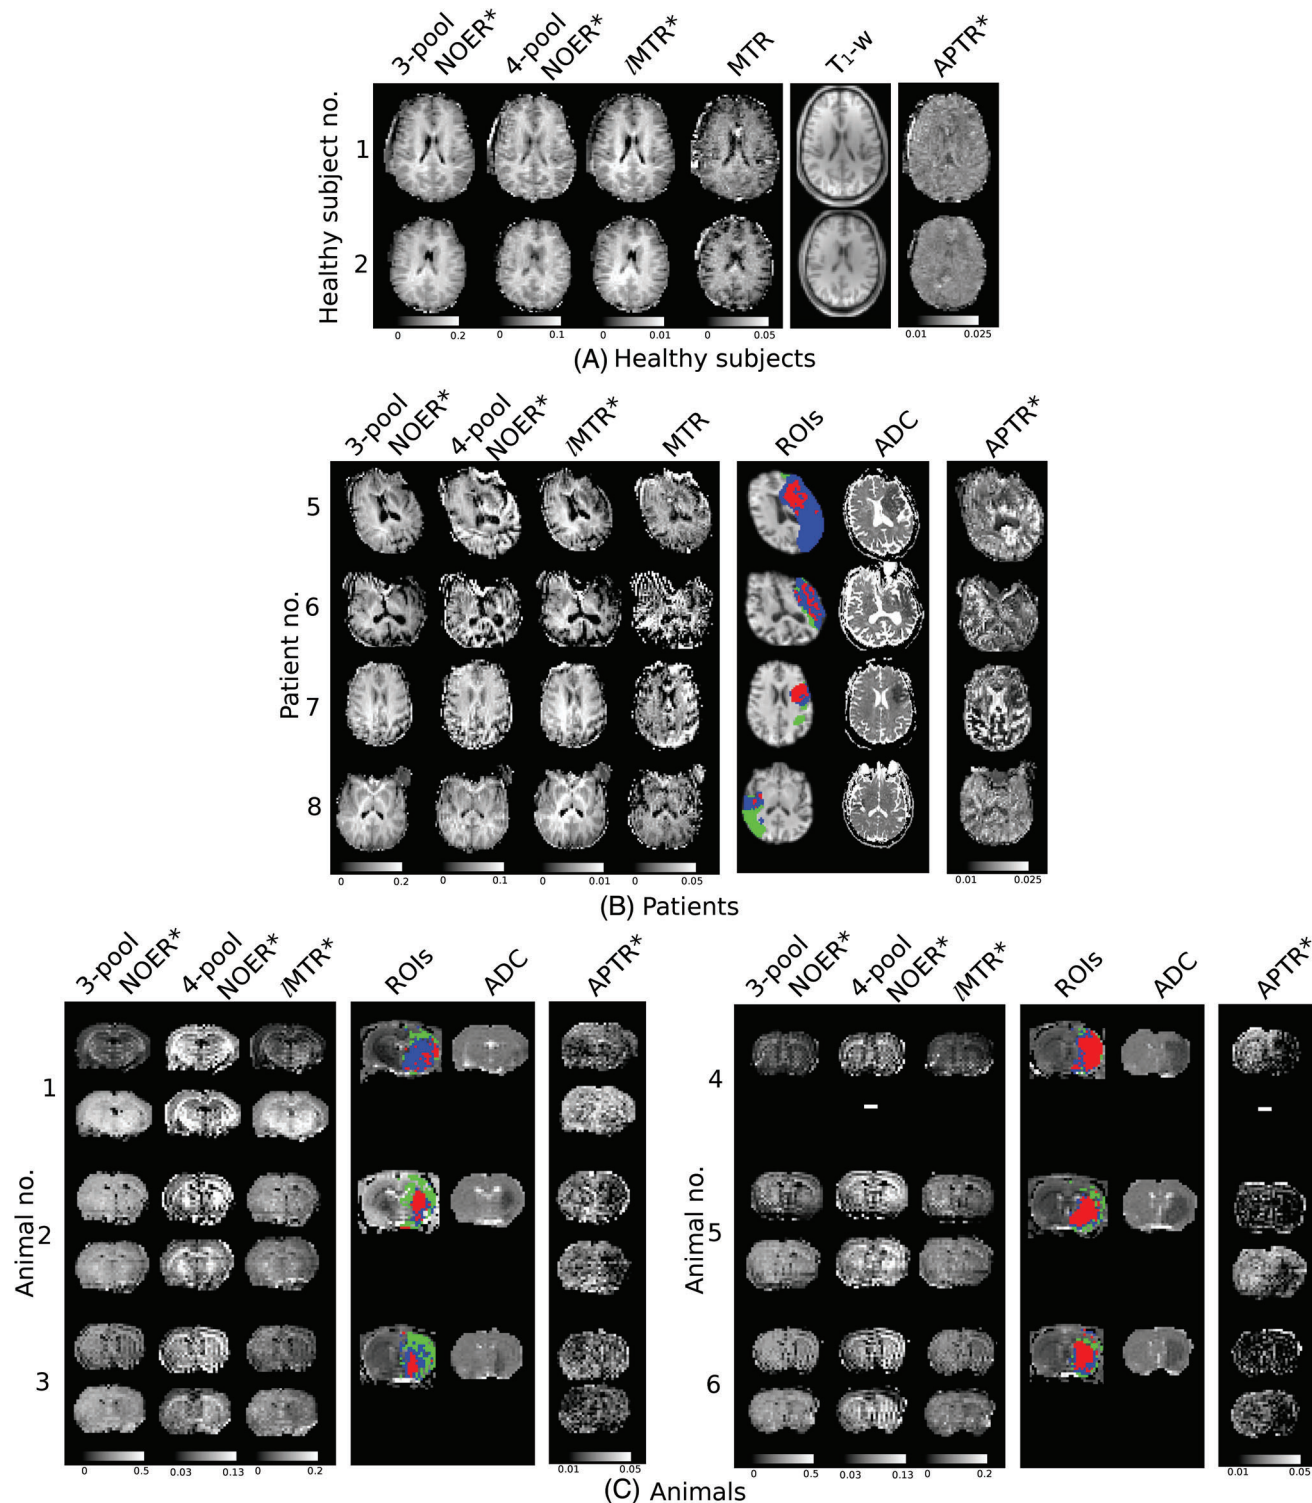 3-pool NOER*
4-pool NOER*
lMTR*
MTR
T1-w
APTR*
Healthy subject no.
1
2
0 0.2
0 0.1
0 0.01
0 0.05
0.01 0.025
(A) Healthy subjects
3-pool NOER*
4-pool NOER*
lMTR*
MTR
ROIs
ADC
APTR*
Patient no.
5
6
7
8
0 0.2
0 0.1
0 0.01
0 0.05
0.01 0.025
(B) Patients
3-pool NOER*
4-pool NOER*
lMTR*
ROIs
ADC
APTR*
Animal no.
1
2
3
0 0.5
0.03 0.13
0 0.2
0.01 0.05
3-pool NOER*
4-pool NOER*
lMTR*
ROIs
ADC
APTR*
Animal no.
4
5
6
0 0.5
0.03 0.13
0 0.2
0.01 0.05
(C) Animals